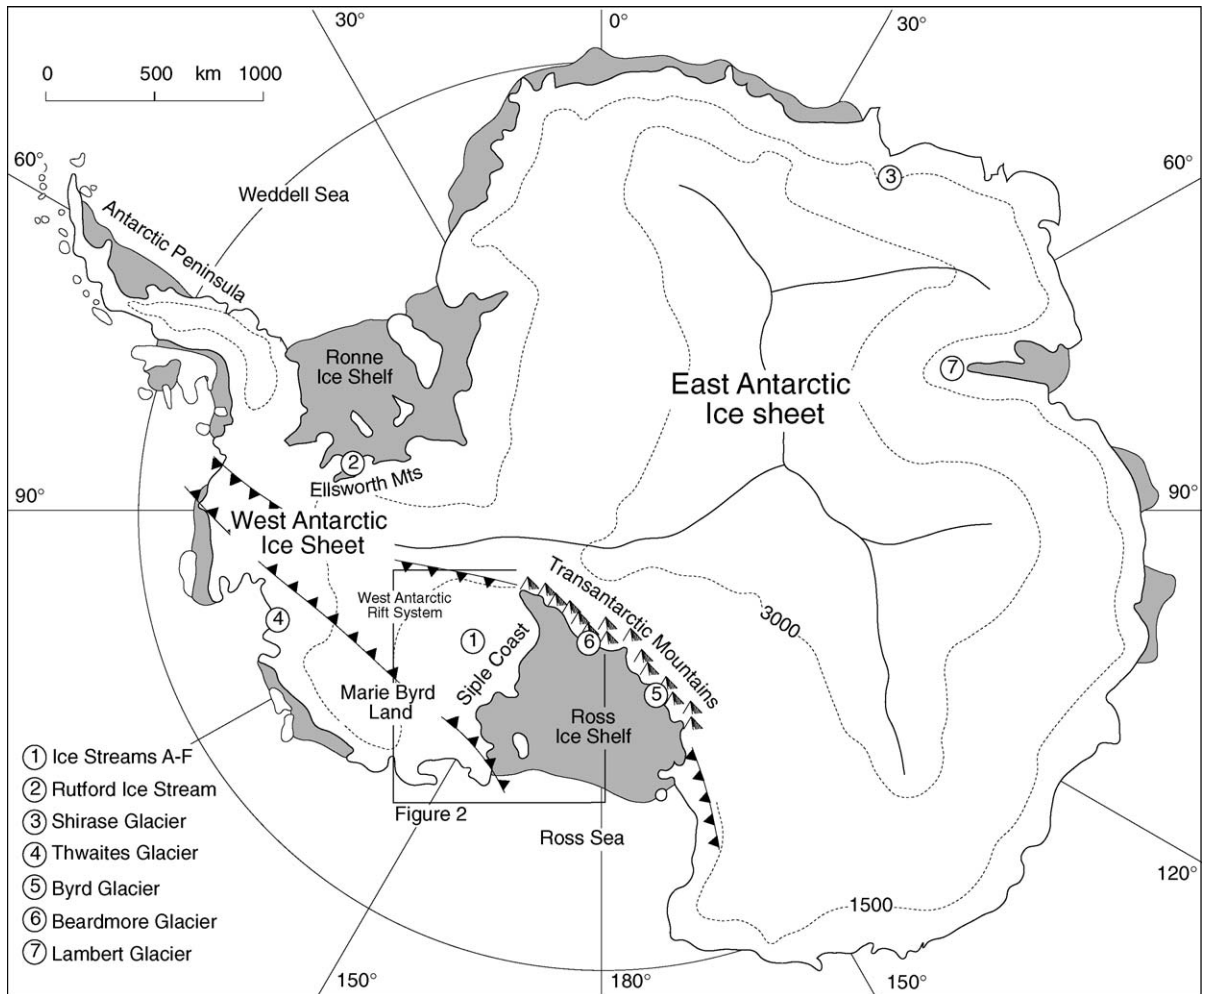 30°
0°
30°
0 500 km 1000
60°
60°
Weddell Sea
3
Antarctic Peninsula
Ronne
Ice Shelf
7
East Antarctic
Ice sheet
2
Ellsworth Mts
90°
90°
West Antarctic
Ice Sheet
Transantarctic Mountains
West Antarctic
Rift System
4
1
6
3000
Siple Coast
5
Marie Byrd
Land
Ross
Ice Shelf
1 Ice Streams A-F
2 Rutford Ice Stream
3 Shirase Glacier
4 Thwaites Glacier
5 Byrd Glacier
6 Beardmore Glacier
7 Lambert Glacier
Figure 2
Ross Sea
120°
1500
150°
180°
150°